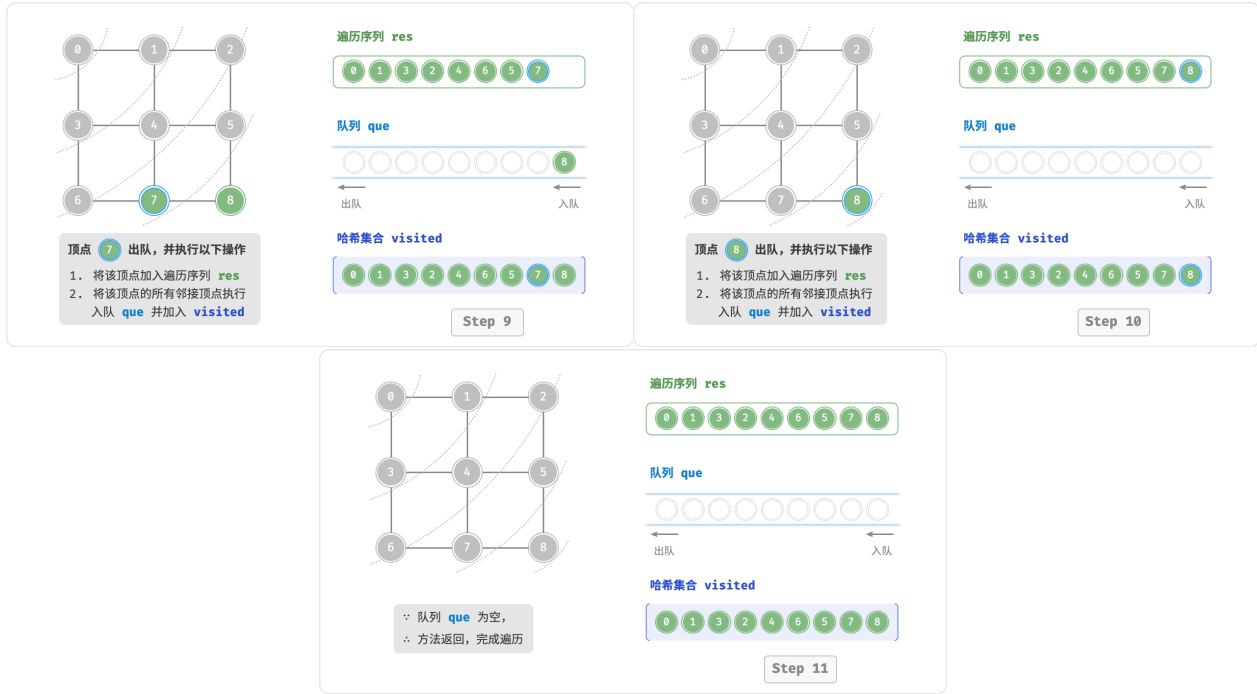 0 1 2
3 4 5
6 7 8
顶点 7 出队，并执行以下操作
1. 将该顶点加入遍历序列 res
2. 将该顶点的所有邻接顶点执行
入队 que 并加入 visited
遍历序列 res
0 1 3 2 4 6 5 7
队列 que
8
出队 入队
哈希集合 visited
0 1 3 2 4 6 5 7 8
Step 9
0 1 2
3 4 5
6 7 8
顶点 8 出队，并执行以下操作
1. 将该顶点加入遍历序列 res
2. 将该顶点的所有邻接顶点执行
入队 que 并加入 visited
遍历序列 res
0 1 3 2 4 6 5 7 8
队列 que
出队 入队
哈希集合 visited
0 1 3 2 4 6 5 7 8
Step 10
0 1 2
3 4 5
6 7 8
∵ 队列 que 为空，
∴ 方法返回，完成遍历
遍历序列 res
0 1 3 2 4 6 5 7 8
队列 que
出队 入队
哈希集合 visited
0 1 3 2 4 6 5 7 8
Step 11